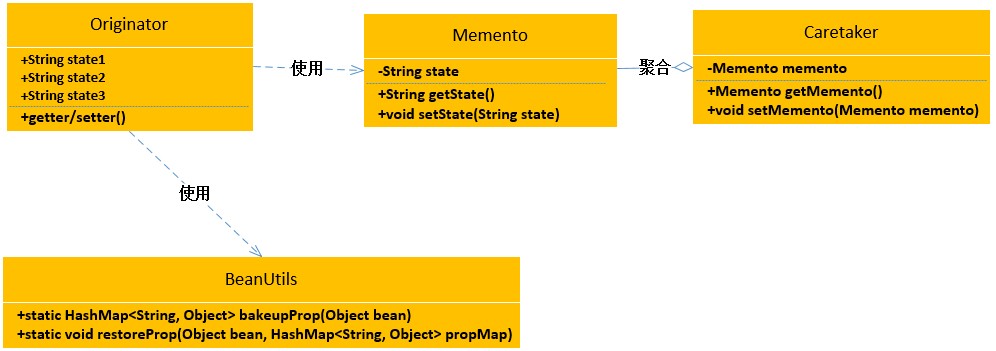 Originator
+String state1
+String state2
+String state3
+getter/setter()
使用
Memento
-String state
+String getState()
+void setState(String state)
聚合
Caretaker
-Memento memento
+Memento getMemento()
+void setMemento(Memento memento)
使用
BeanUtils
+static HashMap<String, Object> bakeupProp(Object bean)
+static void restoreProp(Object bean, HashMap<String, Object> propMap)